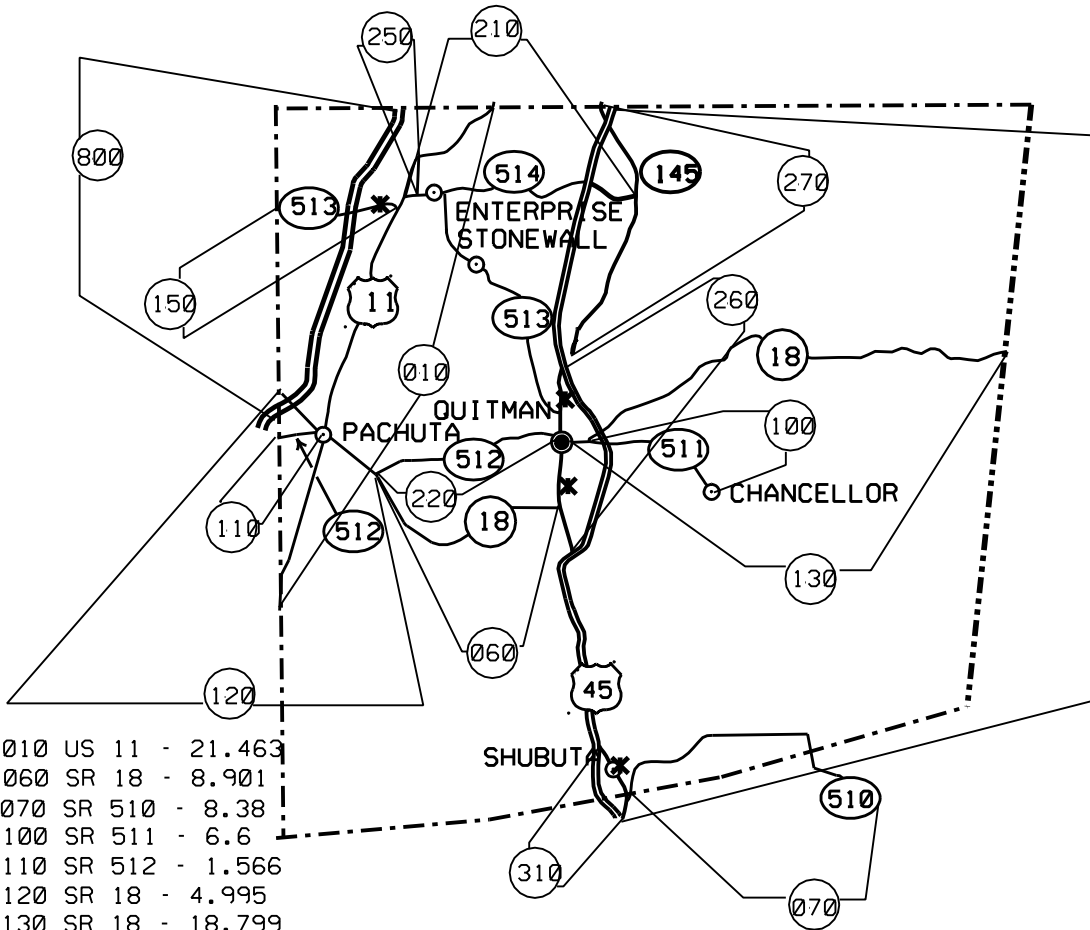 250
210
800
514
145
270
513
ENTERPRISE
STONEWALL
150
11
260
513
18
010
QUITMAN
100
PACHUTA
512
511
220
CHANCELLOR
110
512
18
130
060
45
120
010 US 11 - 21.463
060 SR 18 - 8.901
SHUBUTA
070 SR 510 - 8.38
510
100 SR 511 - 6.6
110 SR 512 - 1.566
310
120 SR 18 - 4.995
070
130 SR 18 - 18.799